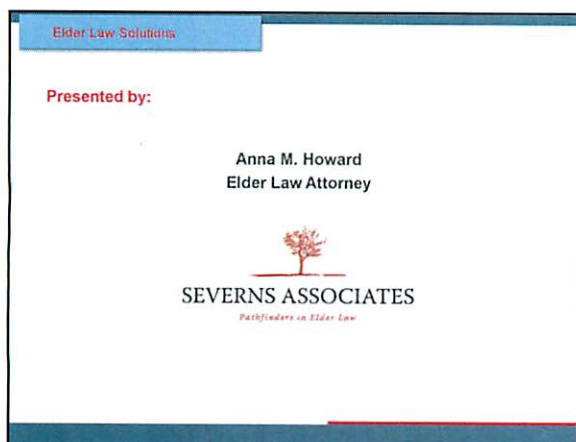 Elder Law Solutions
Presented by:
Anna M. Howard
Elder Law Attorney
SEVERNS ASSOCIATES
Pathfinders in Elder Law